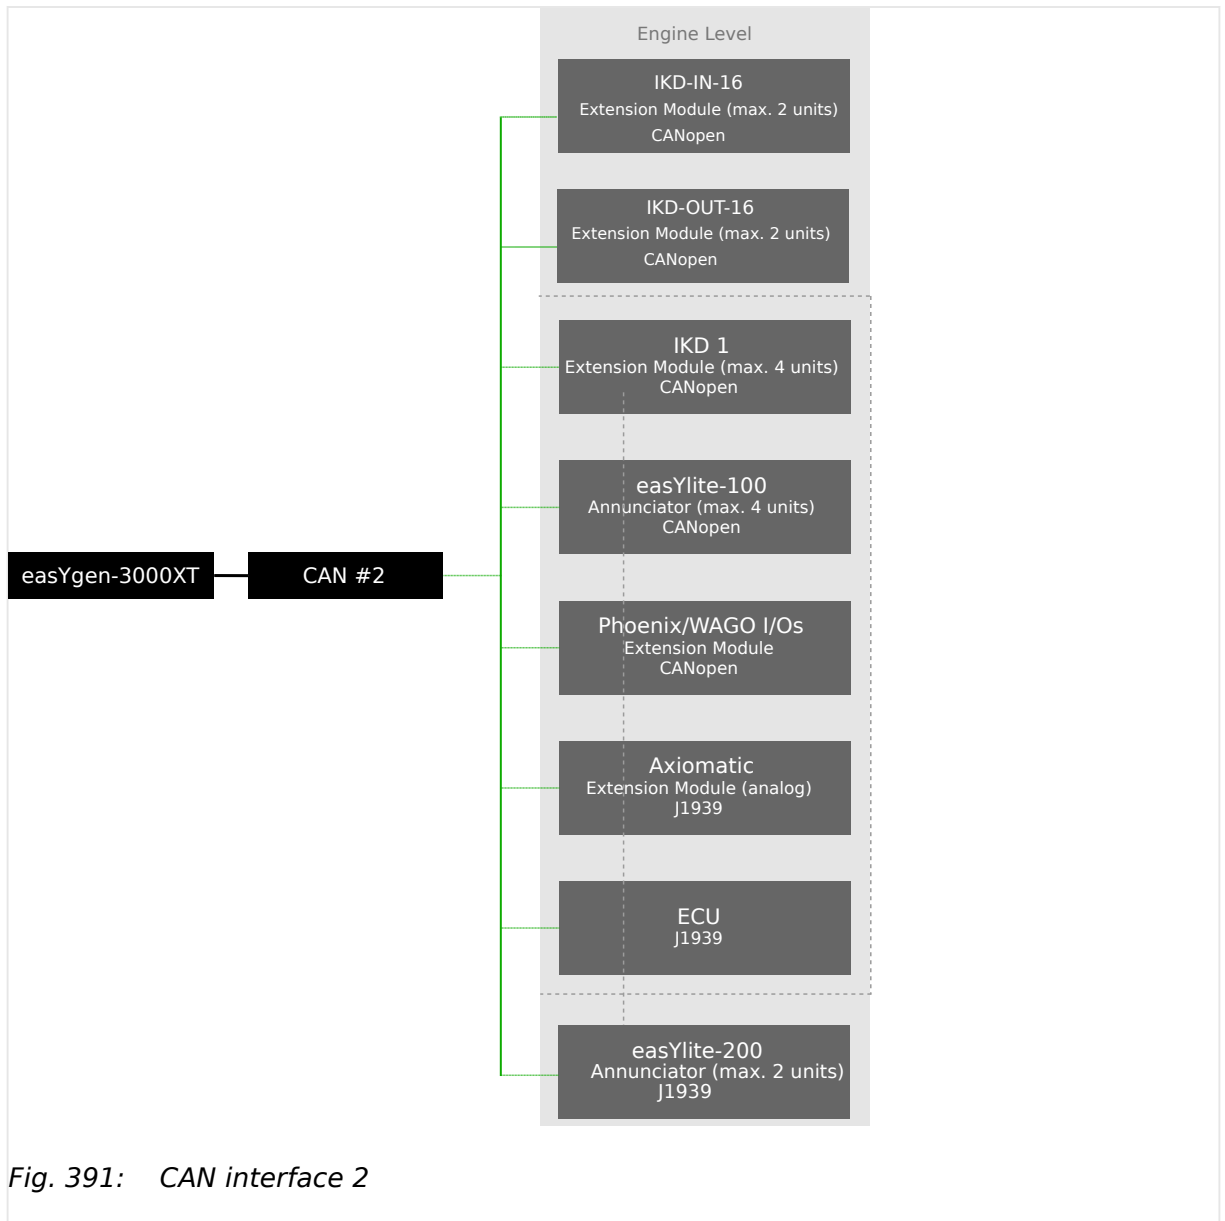 Engine Level
IKD-IN-16
Extension Module (max. 2 units)
CANopen
IKD-OUT-16
Extension Module (max. 2 units)
CANopen
IKD 1
Extension Module (max. 4 units)
CANopen
easYlite-100
Annunciator (max. 4 units)
CANopen
easYgen-3000XT
CAN #2
Phoenix/WAGO I/Os
Extension Module
CANopen
Axiomatic
Extension Module (analog)
J1939
ECU
J1939
easYlite-200
Annunciator (max. 2 units)
J1939
Fig. 391: CAN interface 2